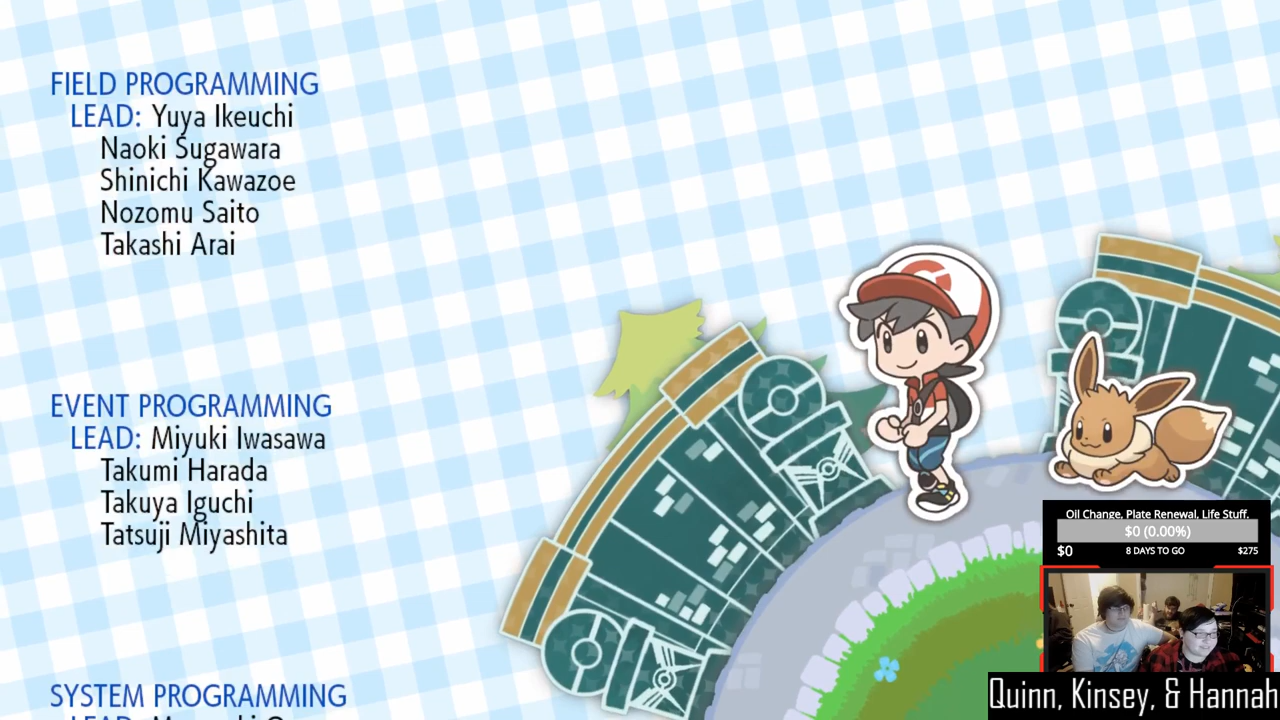 FIELD PROGRAMMING
LEAD: Yuya Ikeuchi
Naoki Sugawara
Shinichi Kawazoe
Nozomu Saito
Takashi Arai
EVENT PROGRAMMING
LEAD: Miyuki Iwasawa
Takumi Harada
Takuya Iguchi
Tatsuji Miyashita
SYSTEM PROGRAMMING
Oil Change, Plate Renewal, Life Stuff.
$0 (0.00%)
$0 8 DAYS TO GO $275
Quinn, Kinsey, & Hannah